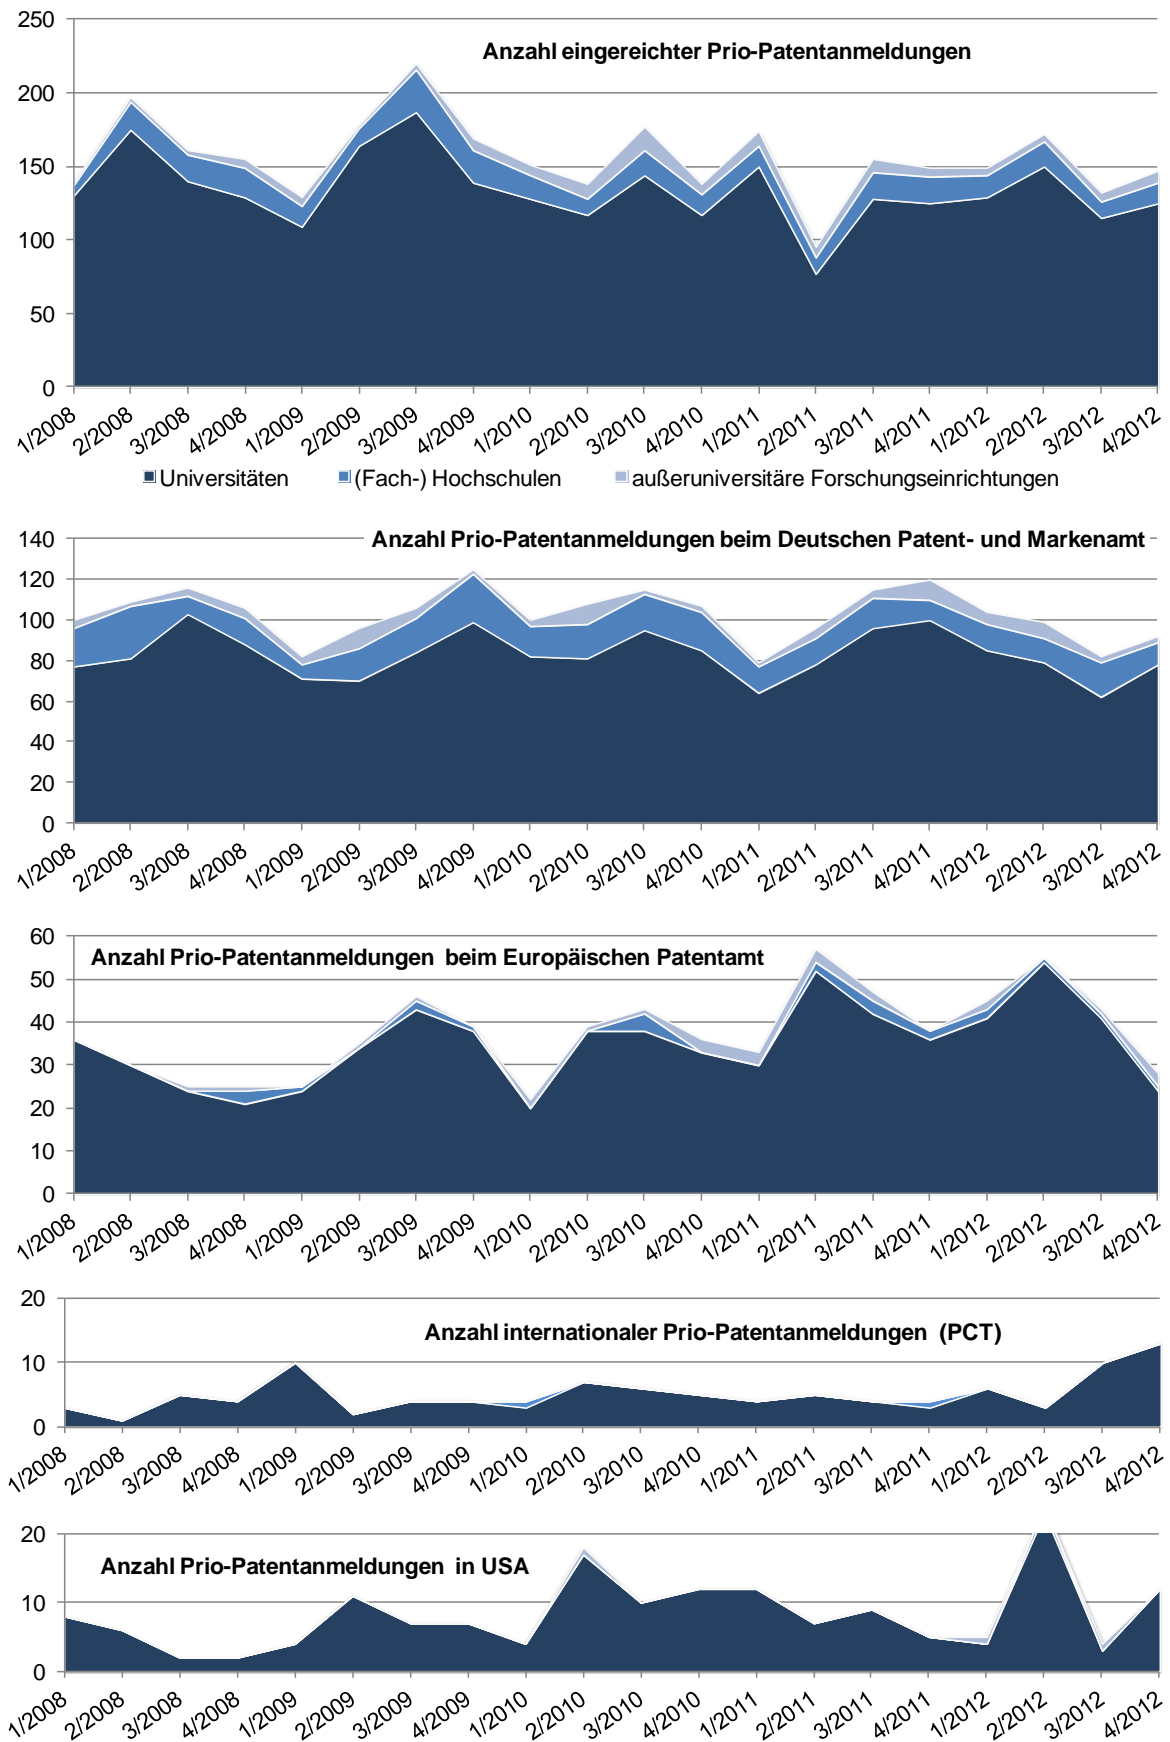 Anzahl eingereichter Prio-Patentanmeldungen
250
200
150
100
50
0
1/2008 2/2008 3/2008 4/2008 1/2009 2/2009 3/2009 4/2009 1/2010 2/2010 3/2010 4/2010 1/2011 2/2011 3/2011 4/2011 1/2012 2/2012 3/2012 4/2012
Universitäten (Fach-) Hochschulen außeruniversitäre Forschungseinrichtungen
Anzahl Prio-Patentanmeldungen beim Deutschen Patent- und Markenamt
140
120
100
80
60
40
20
0
1/2008 2/2008 3/2008 4/2008 1/2009 2/2009 3/2009 4/2009 1/2010 2/2010 3/2010 4/2010 1/2011 2/2011 3/2011 4/2011 1/2012 2/2012 3/2012 4/2012
Anzahl Prio-Patentanmeldungen beim Europäischen Patentamt
60
50
40
30
20
10
0
1/2008 2/2008 3/2008 4/2008 1/2009 2/2009 3/2009 4/2009 1/2010 2/2010 3/2010 4/2010 1/2011 2/2011 3/2011 4/2011 1/2012 2/2012 3/2012 4/2012
Anzahl internationaler Prio-Patentanmeldungen (PCT)
20
10
0
1/2008 2/2008 3/2008 4/2008 1/2009 2/2009 3/2009 4/2009 1/2010 2/2010 3/2010 4/2010 1/2011 2/2011 3/2011 4/2011 1/2012 2/2012 3/2012 4/2012
Anzahl Prio-Patentanmeldungen in USA
20
10
0
1/2008 2/2008 3/2008 4/2008 1/2009 2/2009 3/2009 4/2009 1/2010 2/2010 3/2010 4/2010 1/2011 2/2011 3/2011 4/2011 1/2012 2/2012 3/2012 4/2012